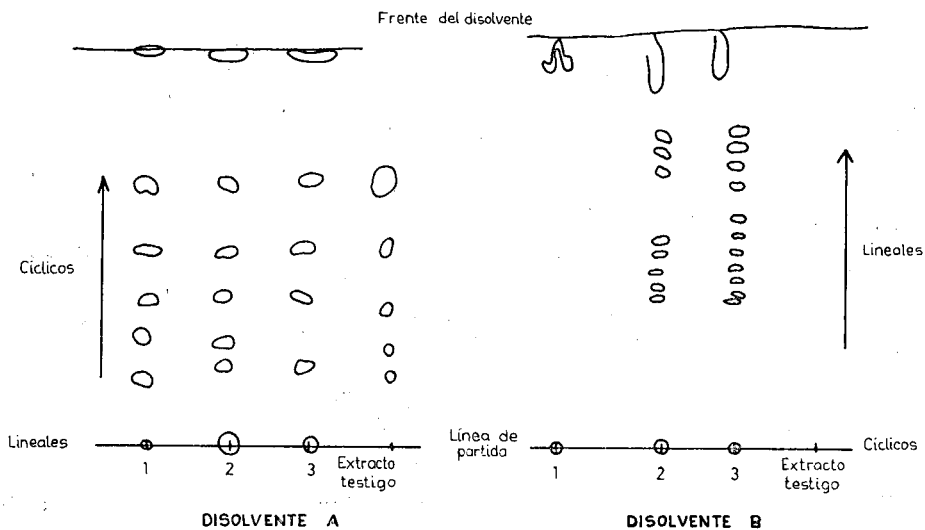 Frente del disolvente
Cíclicos
Lineales
1
2
3
Extracto
testigo
DISOLVENTE A
Lineales
Línea de
partida
Cíclicos
1
2
3
Extracto
testigo
DISOLVENTE B